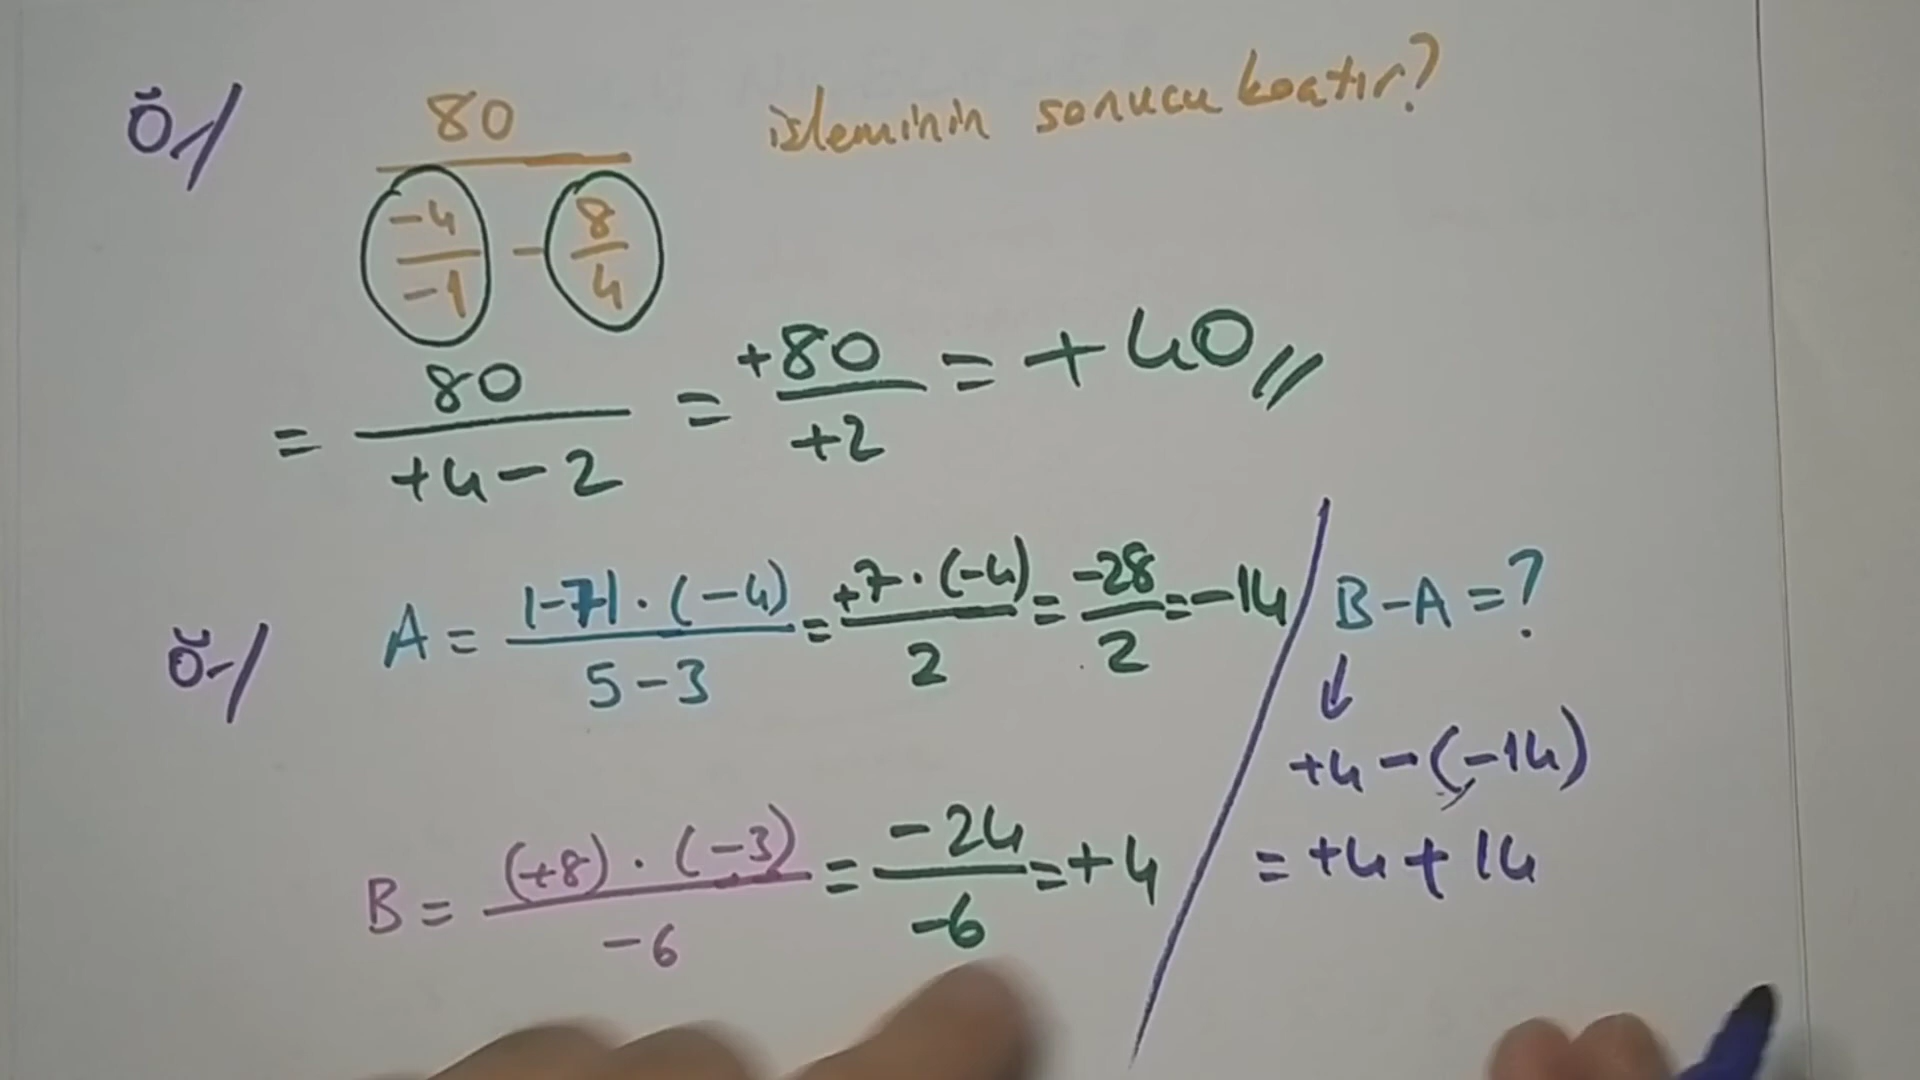 Ö/ 80 / (-4/-1 - 8/4) işleminin sonucu kaçtır?
= 80/(+4-2) = +80/+2 = +40//
Ö/ A = |-7|·(-4)/(5-3) = +7·(-4)/2 = -28/2 = -14
B = (+8)·(-3)/-6 = -24/-6 = +4
B-A=?
↓
+4-(-14)
= +4+14